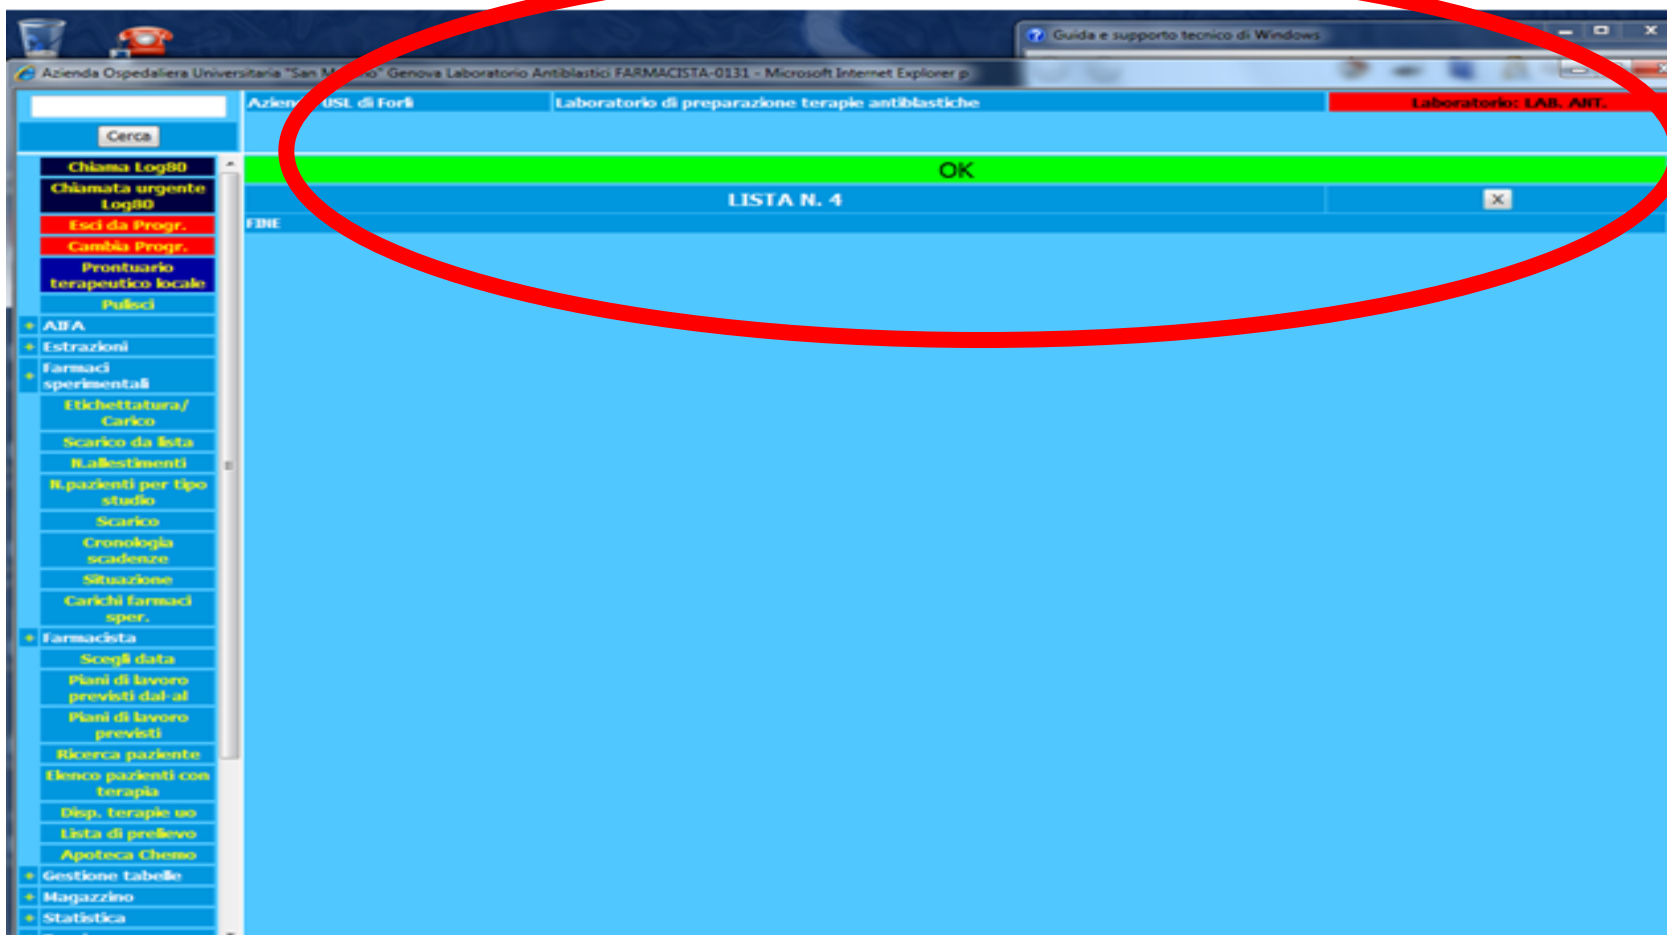 Guida e supporto tecnico di Windows
Azienda Ospedaliera Universitaria "San M no" Genova Laboratorio Antiblastici FARMACISTA-0131 - Microsoft Internet Explorer p
Cerca
USL di Forlì
Laboratorio di preparazione terapie antiblastiche
Laboratorio: LAB. ANT.
OK
LISTA N. 4
X
FINE
Chiama Log80
Chiamata urgente
Log80
Esci da Progr.
Cambia Progr.
Prontuario
terapeutico locale
Pulisci
AIFA
Estrazioni
Farmaci
sperimentali
Etichettatura/
Carico
Scarico da lista
N.allestimenti
N.pazienti per tipo
studio
Scarico
Cronologia
scadenze
Situazione
Carichi farmaci
sper.
Farmacista
Scegli data
Piani di lavoro
previsti dal-al
Piani di lavoro
previsti
Ricerca paziente
Elenco pazienti con
terapia
Disp. terapie uo
Lista di prelievo
Apoteca Chemo
Gestione tabelle
Magazzino
Statistica